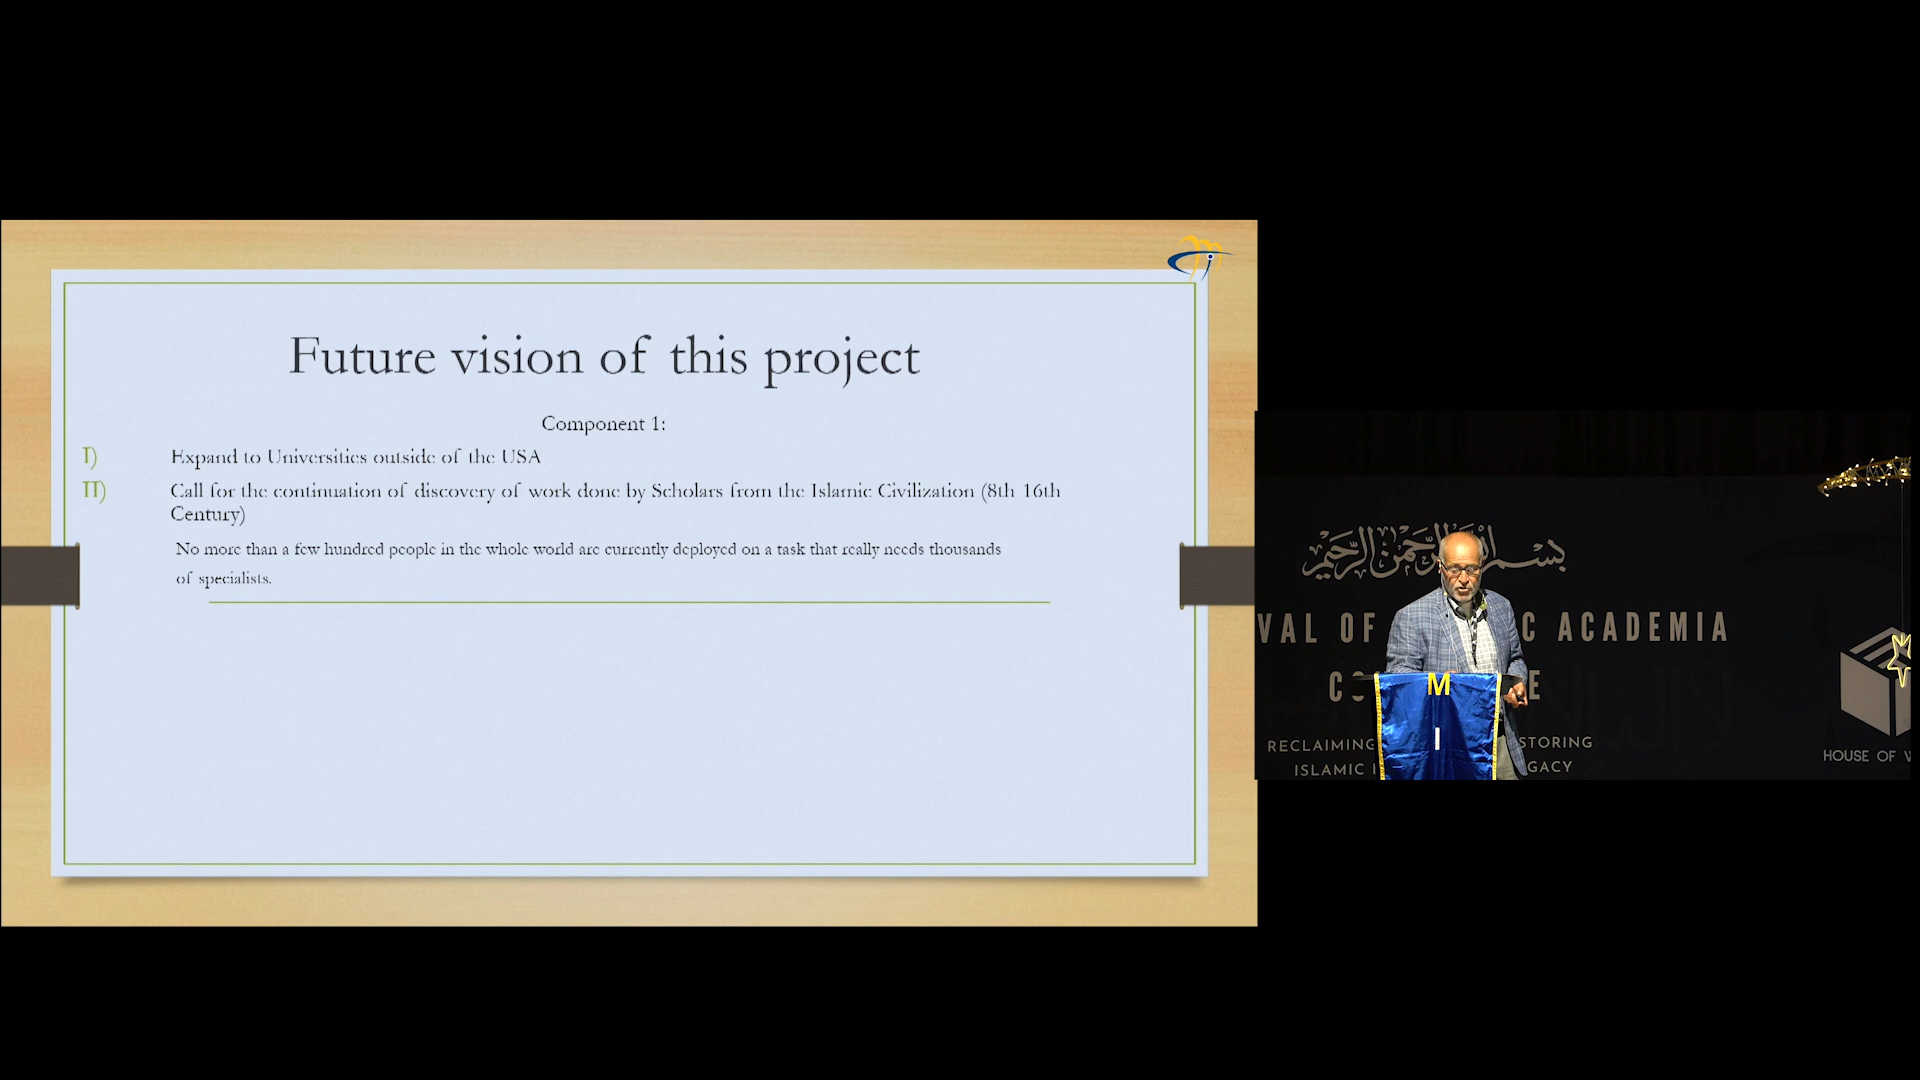 Future vision of this project
Component 1:
I) Expand to Universities outside of the USA
II) Call for the continuation of discovery of work done by Scholars from the Islamic Civilization (8th 16th
Century)
No more than a few hundred people in the whole world are currently deployed on a task that really needs thousands
of specialists.
بسم الله الرحمن الرحيم
VAL OF C ACADEMIA
CO E
RECLAIMING STORING
ISLAMIC I GACY
M
HOUSE OF W